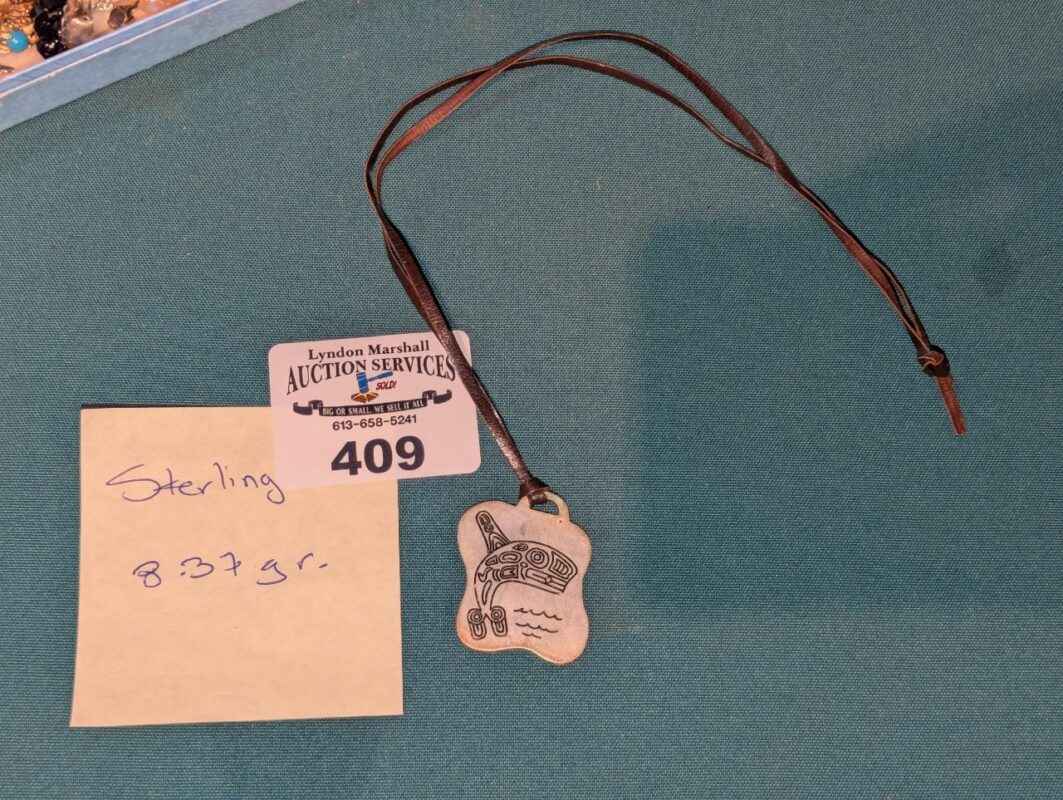 Lyndon Marshall
AUCTION SERVICES
SOLD!
BIG OR SMALL, WE SELL IT ALL
613-658-5241
409
Sterling
8.37 gr.